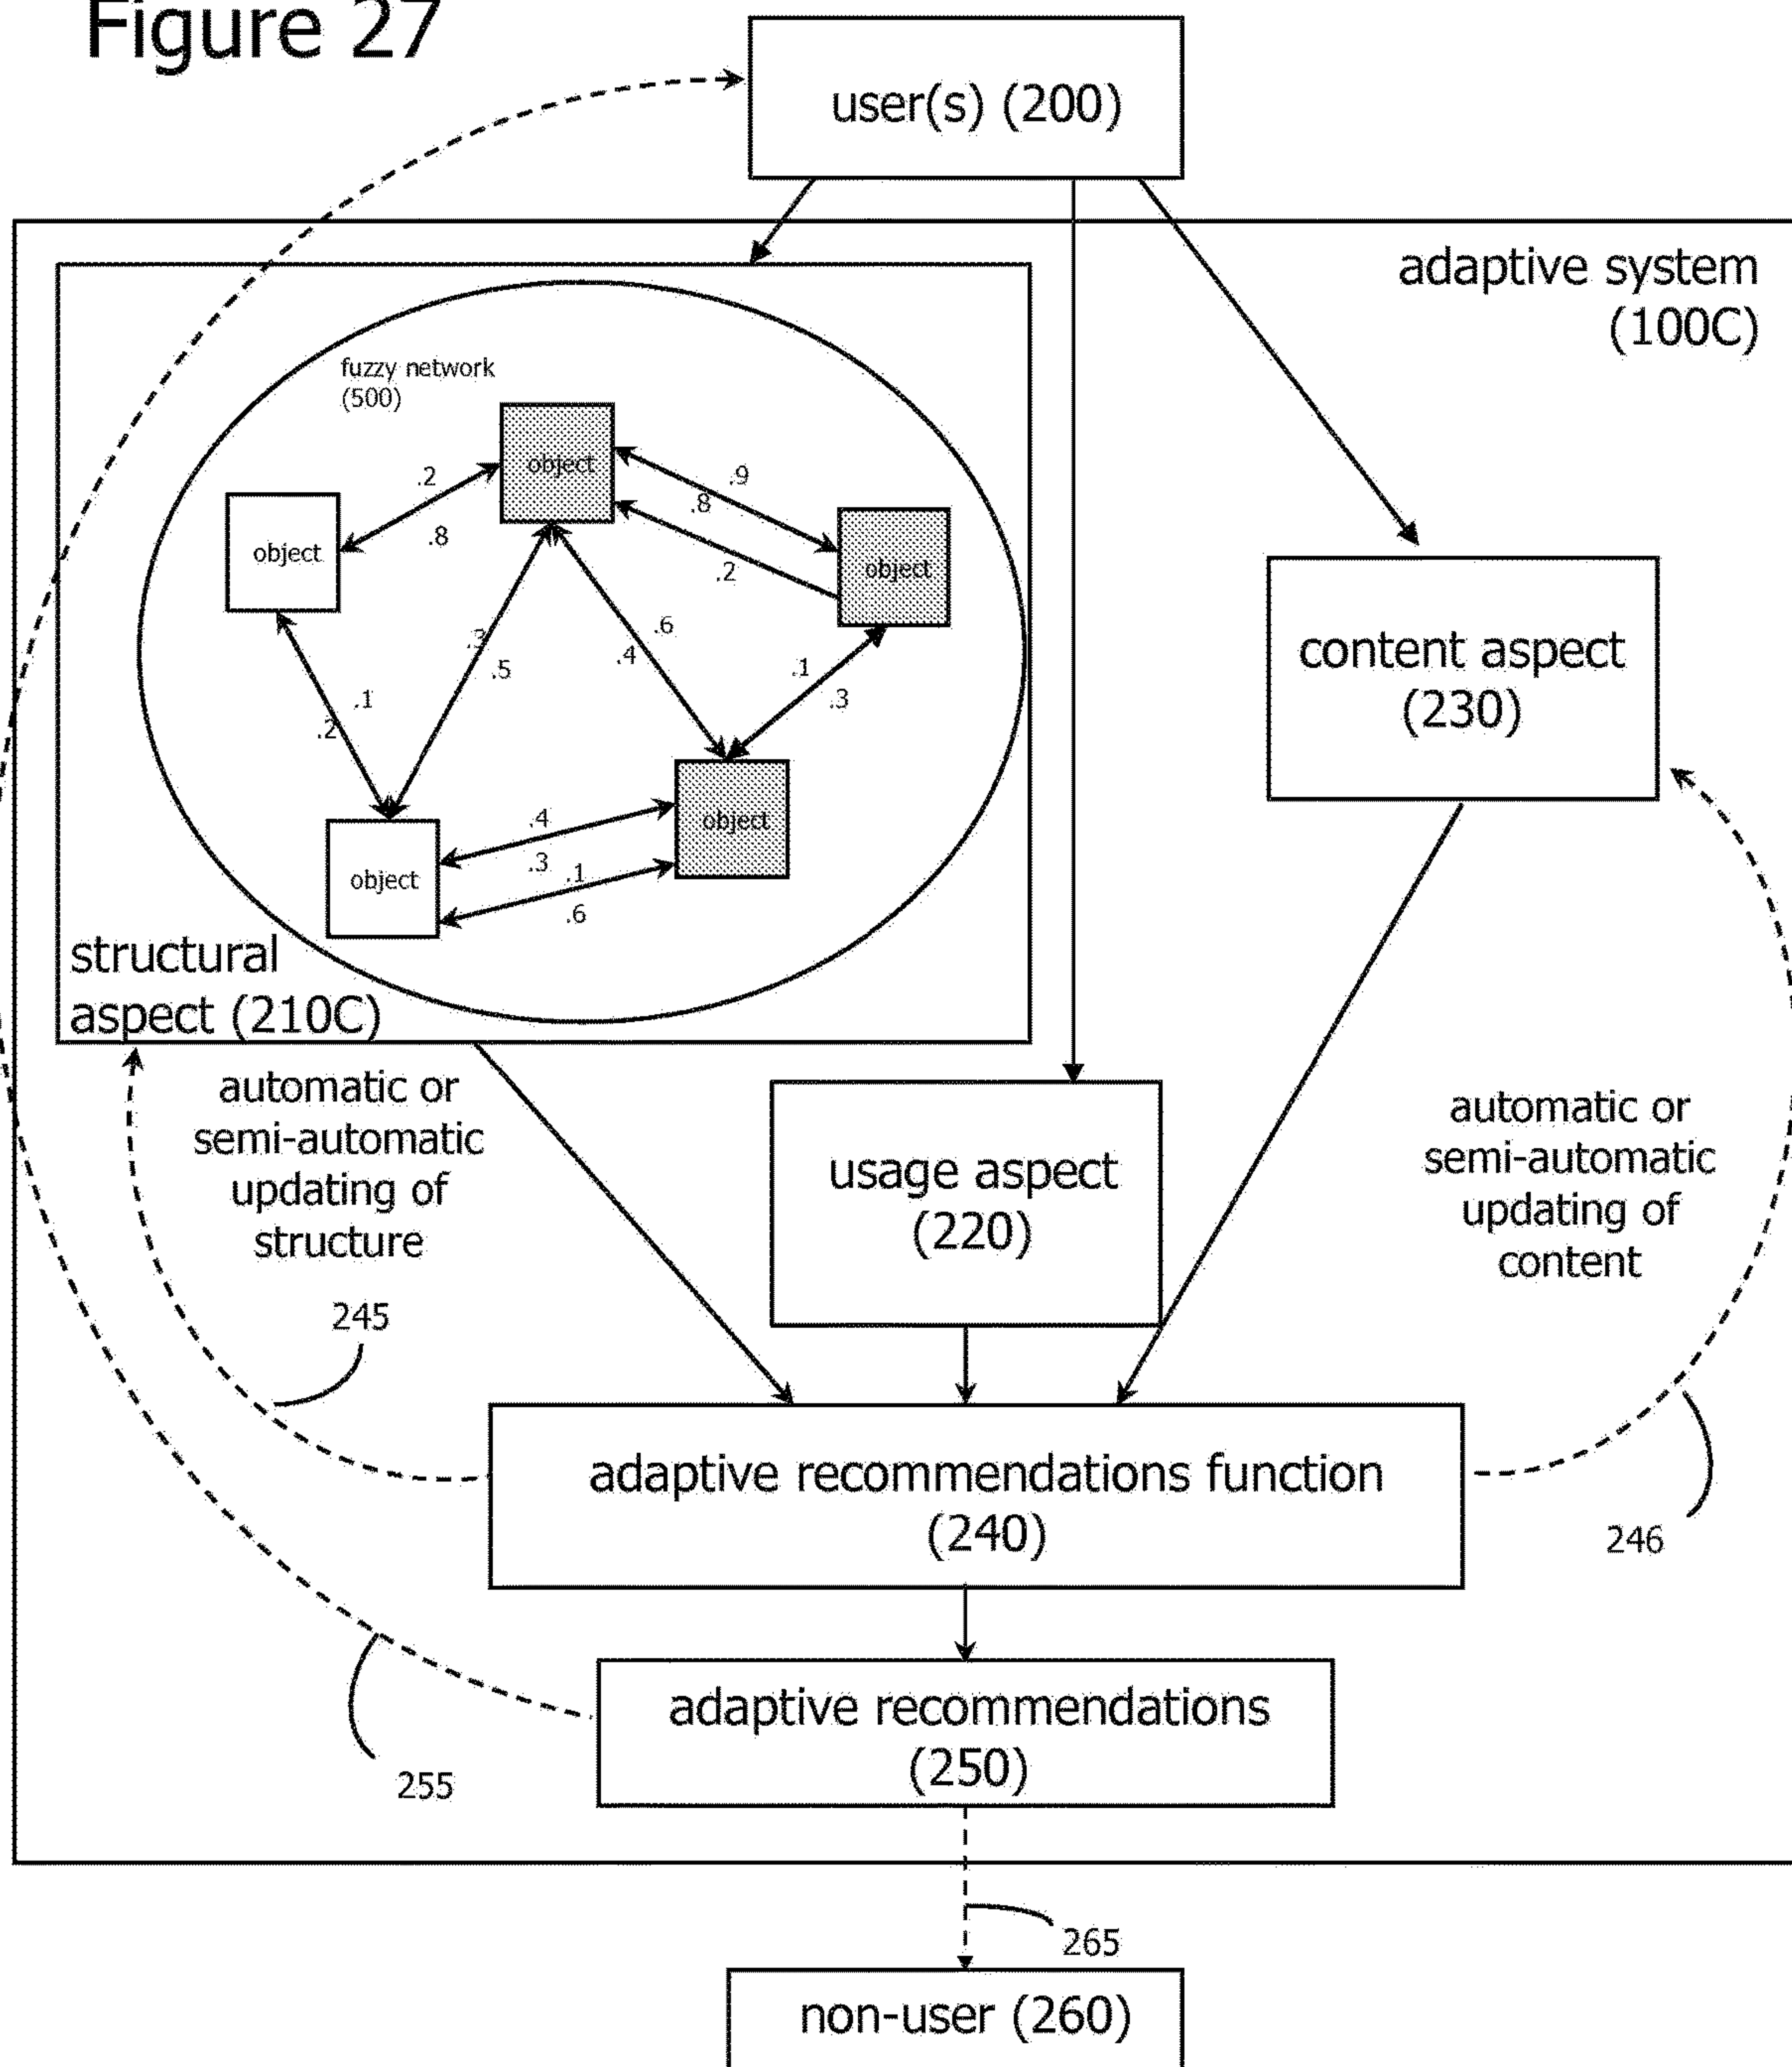 Figure 27
user(s) (200)
adaptive system
(100C)
fuzzy network
(500)
object
.2
.9
.8
object
.8
object
.2
.6
.3
.4
.5
.1
.3
.1
.2
content aspect
(230)
.4
object
.3
.1
object
.6
structural
aspect (210C)
automatic or
semi-automatic
updating of
structure
automatic or
semi-automatic
updating of
content
usage aspect
(220)
245
adaptive recommendations function
(240)
246
adaptive recommendations
(250)
255
265
non-user (260)